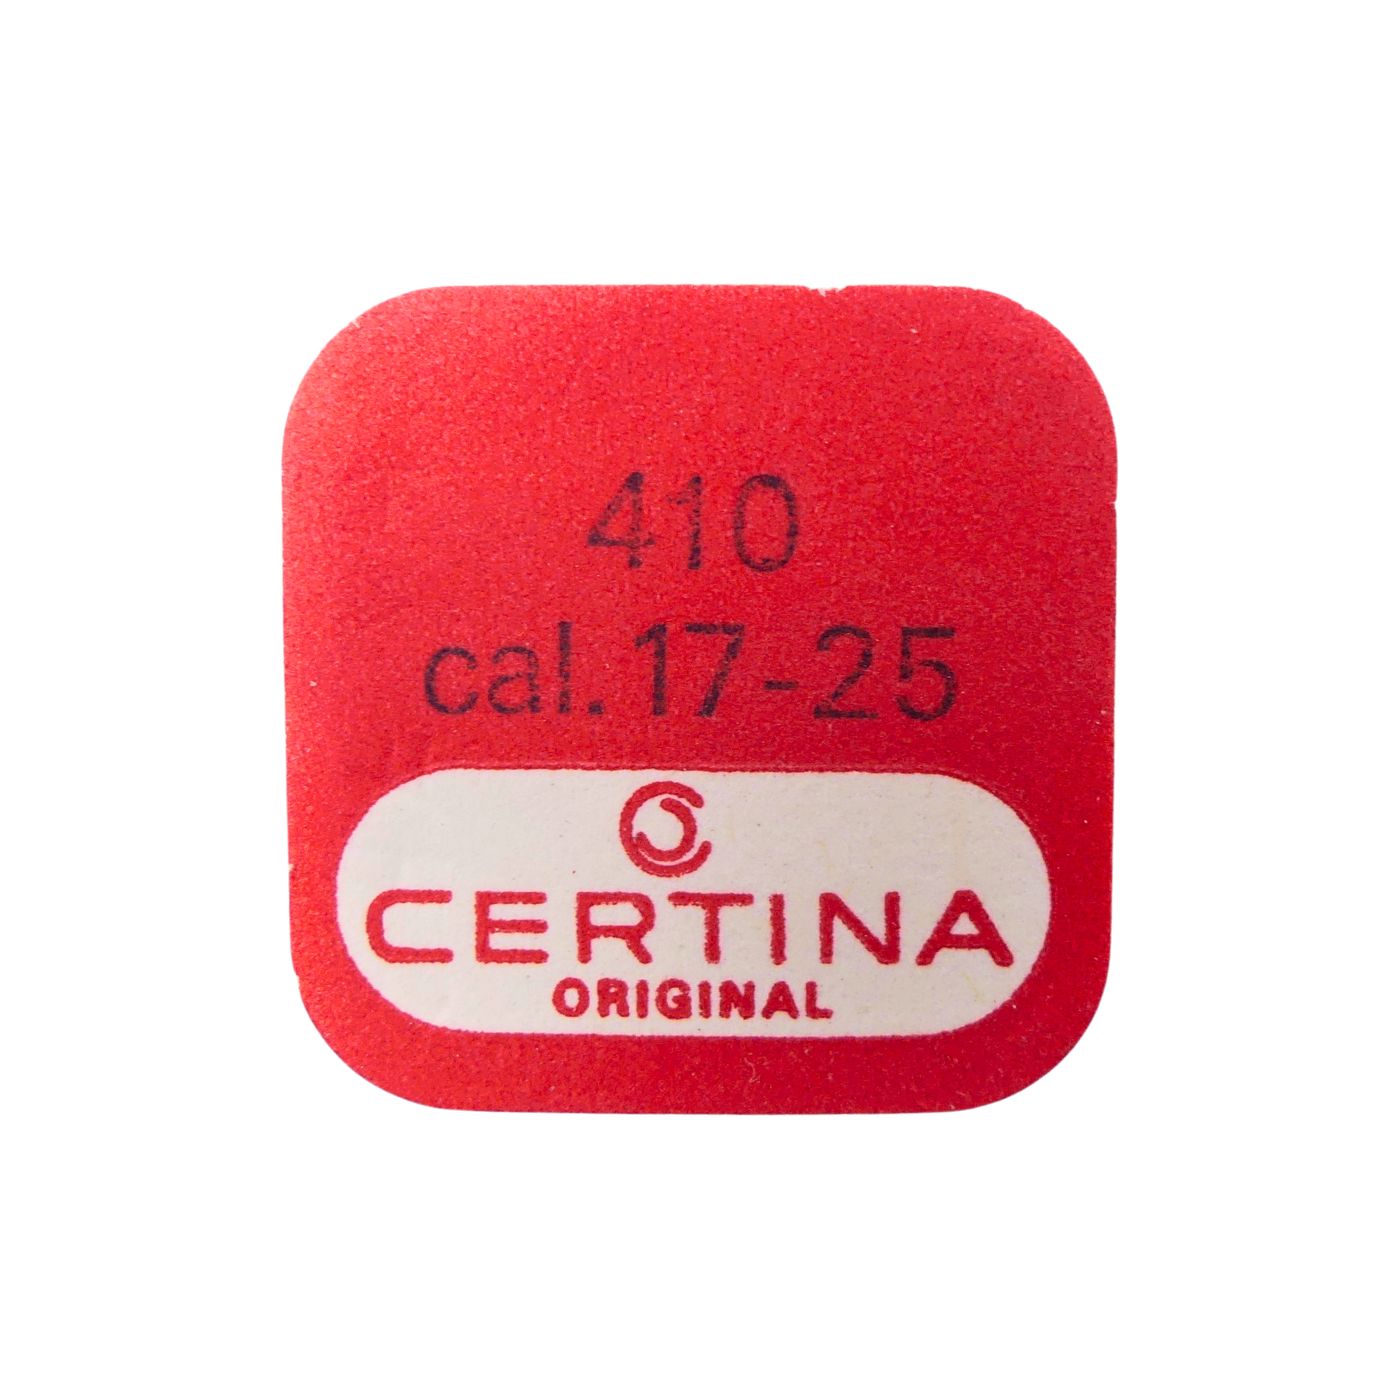 410
cal. 17-25
CERTINA
ORIGINAL